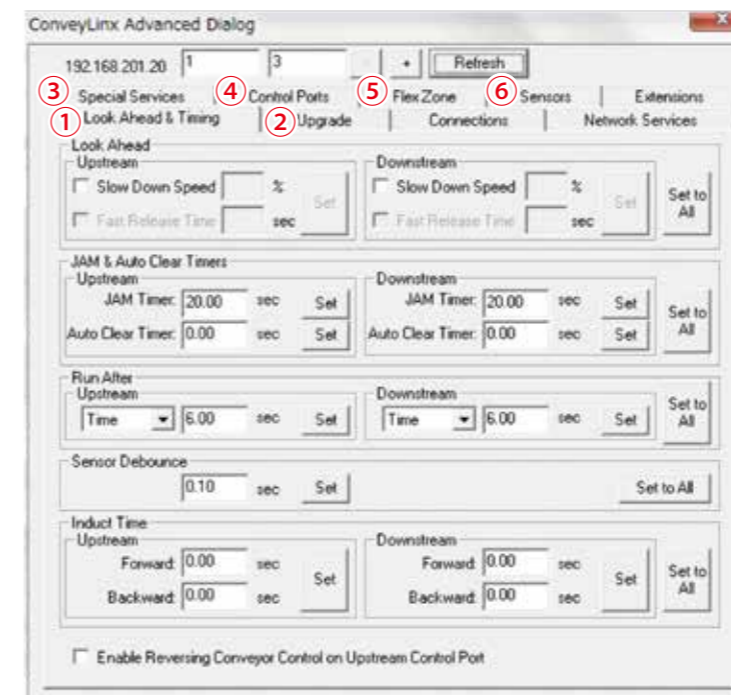 ConveyLinx Advanced Dialog
192.168.201.20 1 3 - + Refresh
③ Special Services ④ Control Ports ⑤ FlexZone ⑥ Sensors Extensions
① Look Ahead & Timing ② Upgrade Connections Network Services
Look Ahead
Upstream Downstream
Slow Down Speed % Set Slow Down Speed % Set Set to All
Fast Release Time sec Fast Release Time sec
JAM & Auto Clear Timers
Upstream Downstream
JAM Timer: 20.00 sec Set JAM Timer: 20.00 sec Set Set to All
Auto Clear Timer: 0.00 sec Set Auto Clear Timer: 0.00 sec Set
Run After
Upstream Downstream
Time 6.00 sec Set Time 6.00 sec Set Set to All
Sensor Debounce
0.10 sec Set Set to All
Induct Time
Upstream Downstream
Forward: 0.00 sec Set Forward: 0.00 sec Set Set to All
Backward: 0.00 sec Backward: 0.00 sec
Enable Reversing Conveyor Control on Upstream Control Port